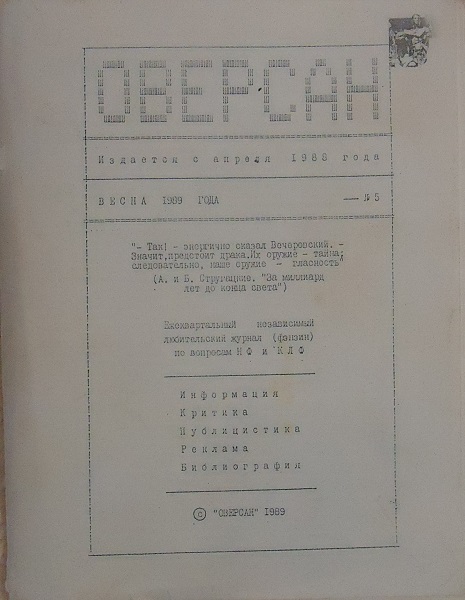 ОВЕРСАН
Издается с апреля 1988 года
ВЕСНА 1989 ГОДА — №5
"- Так! - энергично сказал Вечеровский. -
Значит,предстоит драка.Их оружие - тайна;
следовательно, наше оружие - гласность"
(А. и Б. Стругацкие. "За миллиард
лет до конца света")
Ежеквартальный независимый
любительский журнал (фэнзин)
по вопросам НФ и КЛФ
Информация
Критика
Публицистика
Реклама
Библиография
© "ОВЕРСАН" 1989